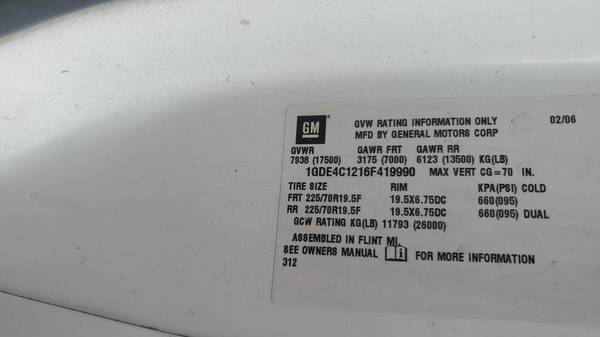 GM
GVW RATING INFORMATION ONLY 02/06
MFD BY GENERAL MOTORS CORP
GVWR GAWR FRT GAWR RR
7938 (17500) 3175 (7000) 6123 (13500) KG(LB)
1GDE4C1216F419990 MAX VERT CG=70 IN.
TIRE SIZE RIM KPA(PSI) COLD
FRT 225/70R19.5F 19.5X6.75DC 660(095)
RR 225/70R19.5F 19.5X6.75DC 660(095) DUAL
GCW RATING KG(LB) 11793 (26000)
ASSEMBLED IN FLINT MI.
SEE OWNERS MANUAL i FOR MORE INFORMATION
312